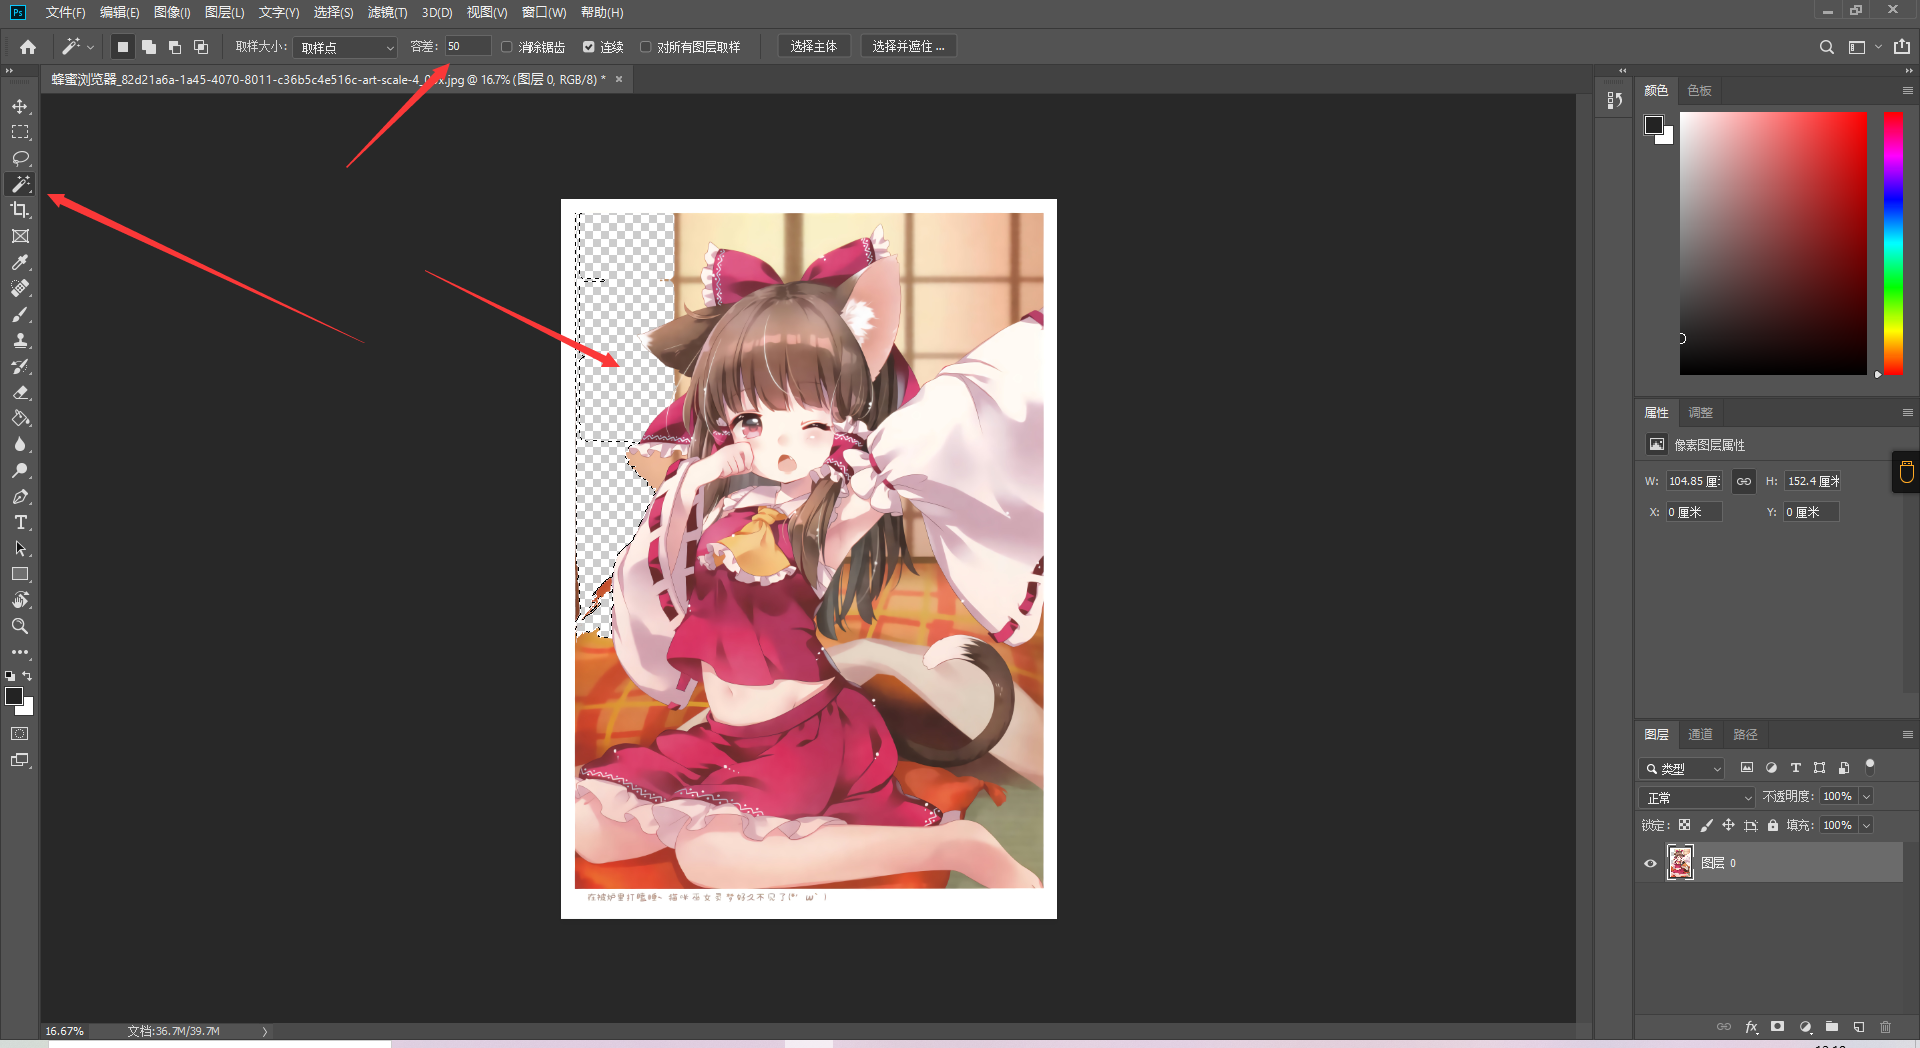 Ps 文件(F) 编辑(E) 图像(I) 图层(L) 文字(Y) 选择(S) 滤镜(T) 3D(D) 视图(V) 窗口(W) 帮助(H)
取样大小: 取样点 容差: 50 消除锯齿 连续 对所有图层取样 选择主体 选择并遮住 ...
蜂蜜浏览器_82d21a6a-1a45-4070-8011-c36b5c4e516c-art-scale-4_ x.jpg @ 16.7% (图层 0, RGB/8) *
颜色 色板
属性 调整
像素图层属性
W: 104.85 厘 H: 152.4 厘米
X: 0 厘米 Y: 0 厘米
图层 通道 路径
类型
正常 不透明度: 100%
锁定: 填充: 100%
图层 0
在被炉里打瞌睡~ 猫咪巫女灵梦好久不见了(*´ω`)
16.67% 文档:36.7M/39.7M